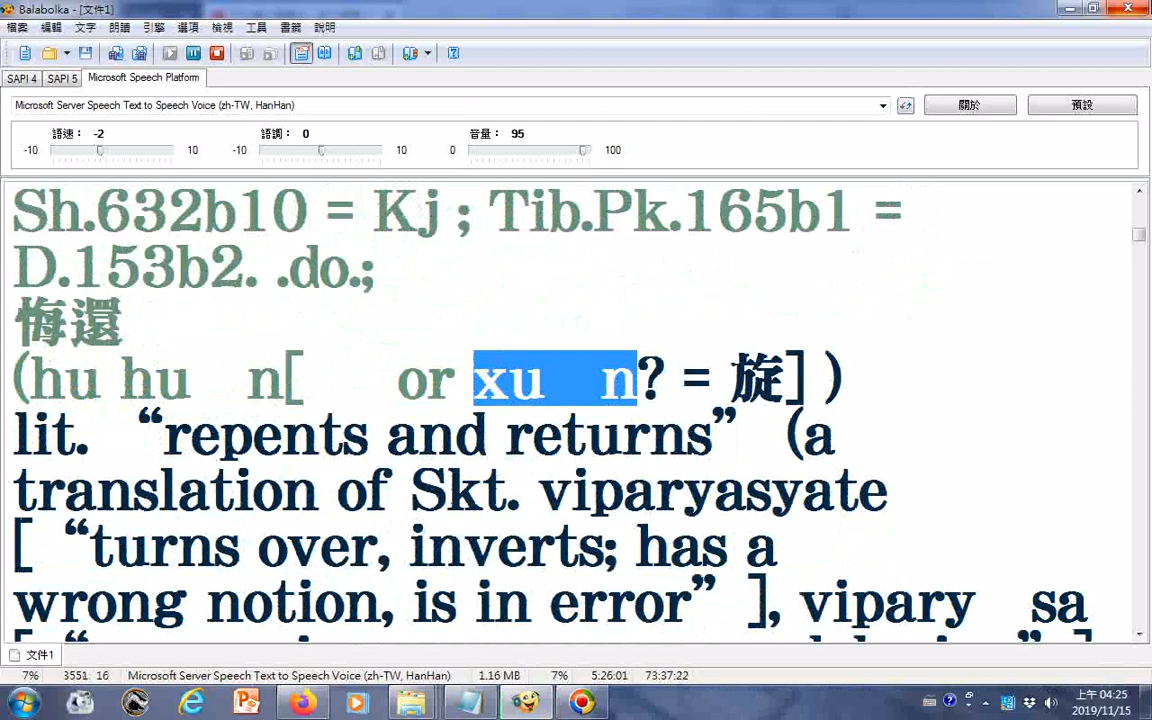 Balabolka - [文件1]
檔案 編輯 文字 朗讀 引擎 選項 檢視 工具 書籤 說明
SAPI 4 SAPI 5 Microsoft Speech Platform
Microsoft Server Speech Text to Speech Voice (zh-TW, HanHan) 關於 預設
語速： -2 語調： 0 音量： 95
-10 10 -10 10 0 100
Sh.632b10 = Kj ; Tib.Pk.165b1 =
D.153b2. .do.;
悔還
(hu hu n[ or xu n? = 旋] )
lit. “repents and returns” (a
translation of Skt. viparyasyate
[ “turns over, inverts; has a
wrong notion, is in error” ], vipary sa
文件1
7% 3551: 16 Microsoft Server Speech Text to Speech Voice (zh-TW, HanHan) 1.16 MB 7% 5:26:01 73:37:22
上午 04:25
2019/11/15